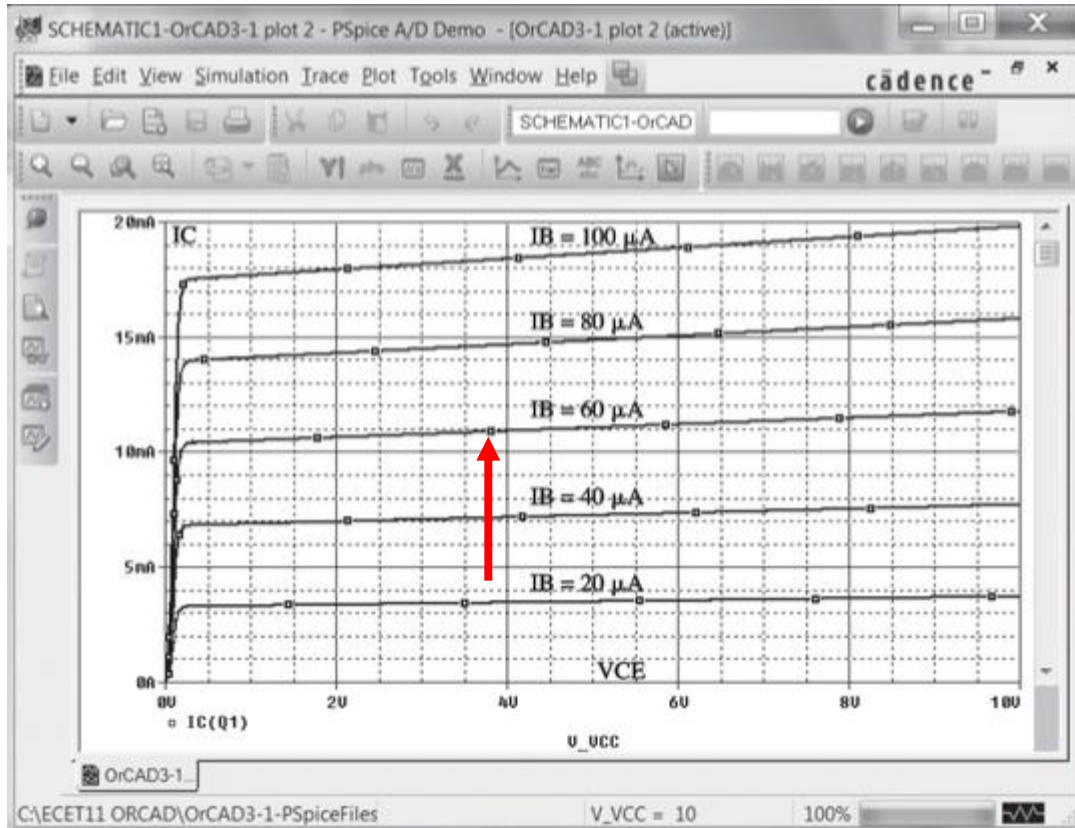 SCHEMATIC1-OrCAD3-1 plot 2 - PSpice A/D Demo - [OrCAD3-1 plot 2 (active)]
File Edit View Simulation Trace Plot Tools Window Help
cādence
SCHEMATIC1-OrCAD
20mA
IC
IB = 100 µA
15mA
IB = 80 µA
IB = 60 µA
10mA
IB = 40 µA
5mA
IB = 20 µA
0A
VCE
0V 2V 4V 6V 8V 10V
IC(Q1)
V_VCC
OrCAD3-1...
C:\ECET11 ORCAD\OrCAD3-1-PSpiceFiles V_VCC = 10 100%